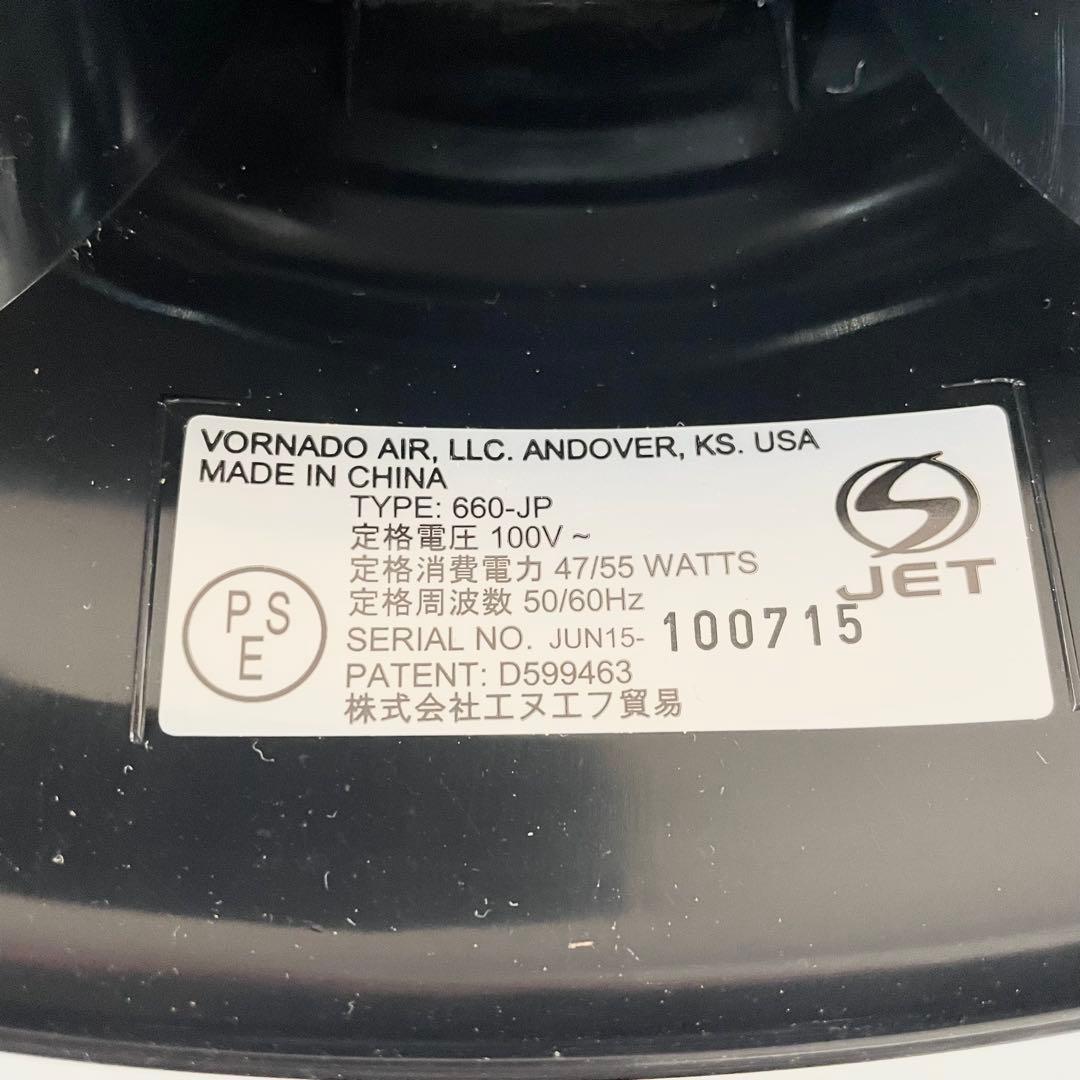 VORNADO AIR, LLC. ANDOVER, KS. USA
MADE IN CHINA
TYPE: 660-JP
定格電圧 100V ~
定格消費電力 47/55 WATTS
定格周波数 50/60Hz
SERIAL NO. JUN15- 100715
PATENT: D599463
株式会社エヌエフ貿易
PSE
JET